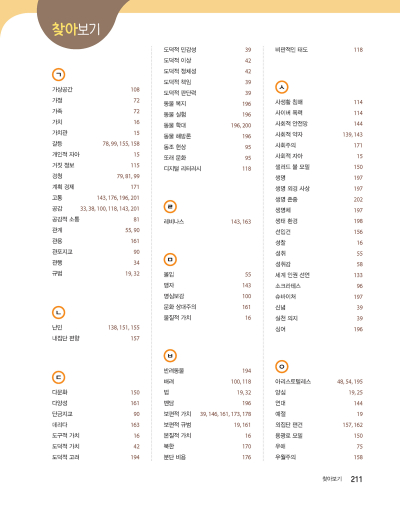 찾아보기
ㄱ
가상공간 108
가정 72
가족 72
가치 16
가치관 15
갈등 78, 99, 155, 158
개인적 자아 15
거짓 정보 115
경청 79, 81, 99
계획 경제 171
고통 143, 176, 196, 201
공감 33, 38, 100, 118, 143, 201
공감적 소통 81
관계 55, 90
관용 161
관포지교 90
관행 34
규범 19, 32
ㄴ
난민 138, 151, 155
내집단 편향 157
ㄷ
다문화 150
다양성 161
단금지교 90
데리다 163
도구적 가치 16
도덕적 가치 42
도덕적 고려 194
도덕적 민감성 39
도덕적 이상 42
도덕적 정체성 42
도덕적 책임 39
도덕적 판단력 39
동물 복지 196
동물 실험 196
동물 학대 196, 200
동물 해방론 196
동조 현상 95
또래 문화 95
디지털 리터러시 118
ㄹ
레비나스 143, 163
ㅁ
몰입 55
맹자 143
명심보감 100
문화 상대주의 161
물질적 가치 16
ㅂ
반려동물 194
배려 100, 118
법 19, 32
벤담 196
보편적 가치 39, 146, 161, 173, 178
보편적 규범 19, 161
본질적 가치 16
북한 170
분단 비용 176
비판적인 태도 118
ㅅ
사생활 침해 114
사이버 폭력 114
사회적 안전망 144
사회적 약자 139, 143
사회주의 171
사회적 자아 15
샐러드 볼 모형 150
생명 197
생명 외경 사상 197
생명 존중 202
생명체 197
생태 환경 198
선입견 156
성찰 16
성취 55
성취감 58
세계 인권 선언 133
소크라테스 96
슈바이처 197
신념 39
실천 의지 39
싱어 196
ㅇ
아리스토텔레스 48, 54, 195
양심 19, 25
연대 144
예절 19
외집단 편견 157, 162
용광로 모형 150
우애 75
우월주의 158
찾아보기 211